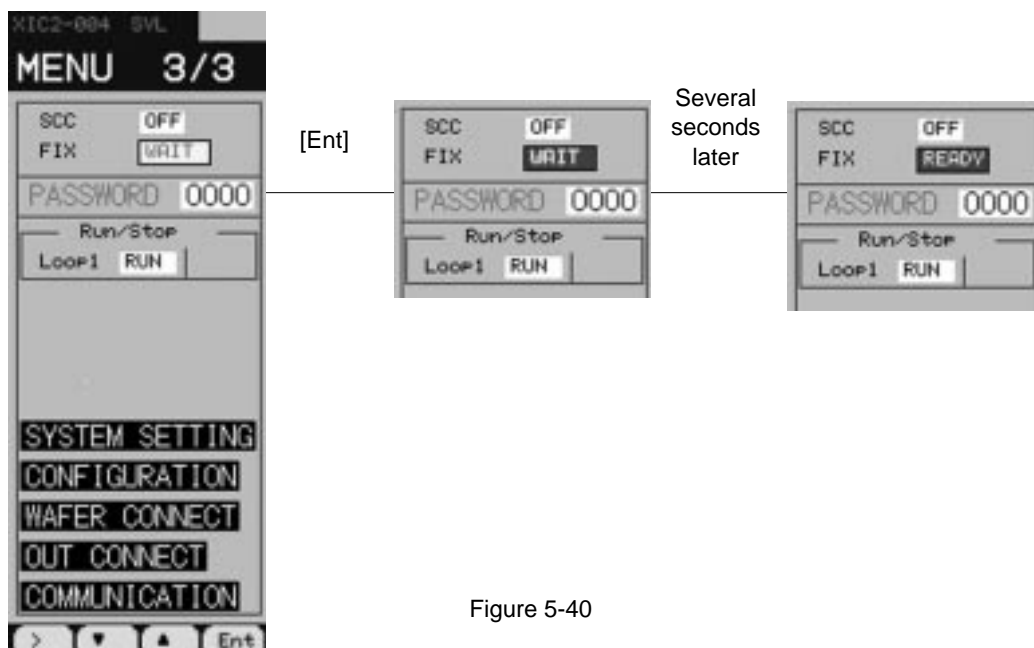 XIC2-004 SVL
MENU 3/3
SCC OFF
FIX WAIT
PASSWORD 0000
Run/Stop
Loop1 RUN
SYSTEM SETTING
CONFIGURATION
WAFER CONNECT
OUT CONNECT
COMMUNICATION
> ▼ ▲ Ent
[Ent]
SCC OFF
FIX WAIT
PASSWORD 0000
Run/Stop
Loop1 RUN
Several
seconds
later
SCC OFF
FIX READY
PASSWORD 0000
Run/Stop
Loop1 RUN
Figure 5-40